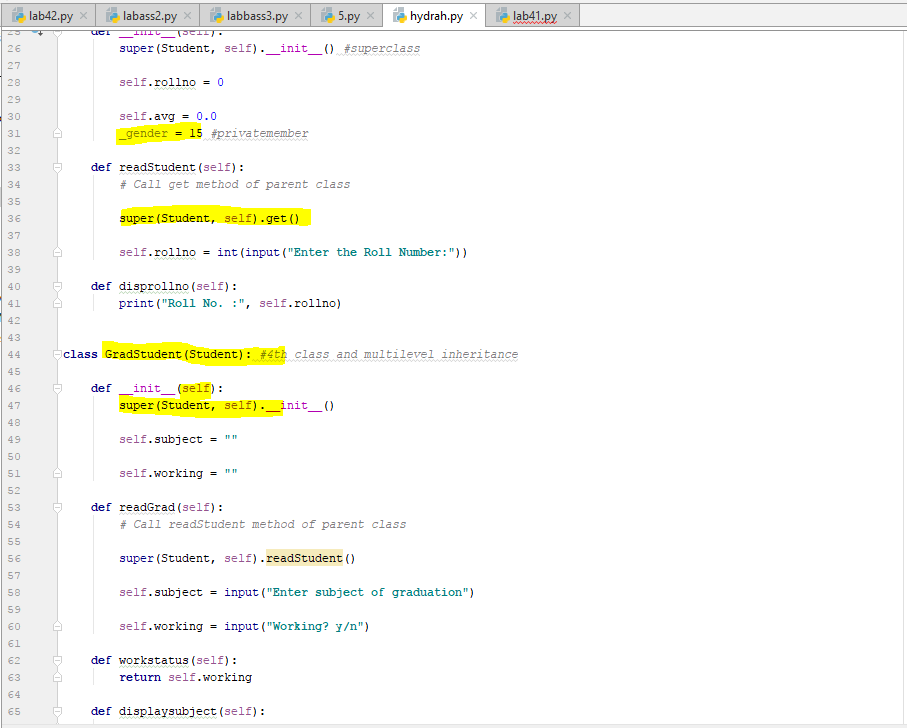 lab42.py labass2.py labbass3.py 5.py hydrah.py lab41.py
25 def __init__(self):
26 super(Student, self).__init__() #superclass
27
28 self.rollno = 0
29
30 self.avg = 0.0
31 _gender = 15 #privatemember
32
33 def readStudent(self):
34 # Call get method of parent class
35
36 super(Student, self).get()
37
38 self.rollno = int(input("Enter the Roll Number:"))
39
40 def disprollno(self):
41 print("Roll No. :", self.rollno)
42
43
44 class GradStudent(Student): #4th class and multilevel inheritance
45
46 def __init__(self):
47 super(Student, self).__init__()
48
49 self.subject = ""
50
51 self.working = ""
52
53 def readGrad(self):
54 # Call readStudent method of parent class
55
56 super(Student, self).readStudent()
57
58 self.subject = input("Enter subject of graduation")
59
60 self.working = input("Working? y/n")
61
62 def workstatus(self):
63 return self.working
64
65 def displaysubject(self):